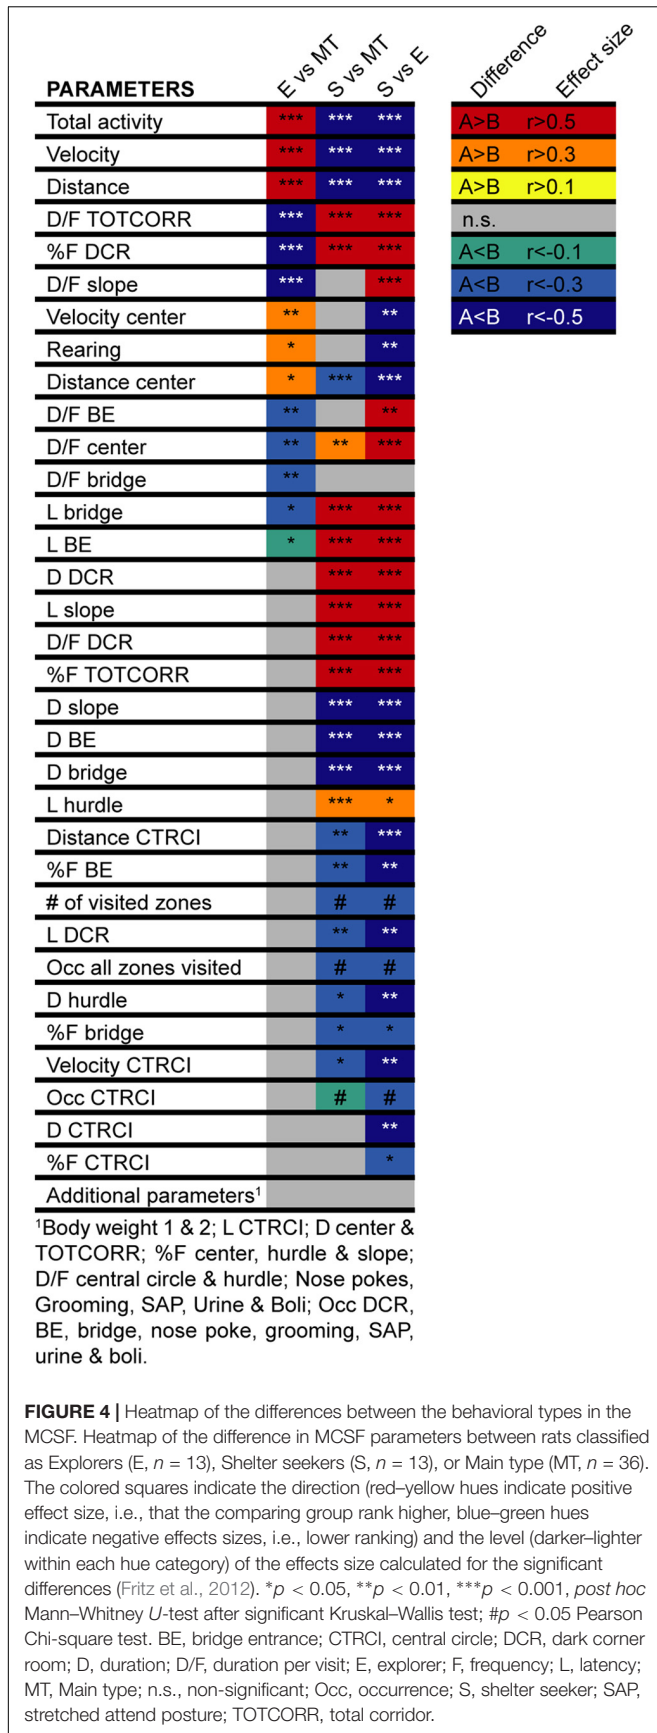 PARAMETERS E vs MT S vs MT S vs E Difference Effect size
Total activity *** *** *** A>B r>0.5
Velocity *** *** *** A>B r>0.3
Distance *** *** *** A>B r>0.1
D/F TOTCORR *** *** *** n.s.
%F DCR *** *** *** A<B r<-0.1
D/F slope *** *** A<B r<-0.3
Velocity center ** ** A<B r<-0.5
Rearing * **
Distance center * *** ***
D/F BE ** **
D/F center ** ** ***
D/F bridge **
L bridge * *** ***
L BE * *** ***
D DCR *** ***
L slope *** ***
D/F DCR *** ***
%F TOTCORR *** ***
D slope *** ***
D BE *** ***
D bridge *** ***
L hurdle *** *
Distance CTRCI ** ***
%F BE ** **
# of visited zones # #
L DCR ** **
Occ all zones visited # #
D hurdle * **
%F bridge * *
Velocity CTRCI * **
Occ CTRCI # #
D CTRCI **
%F CTRCI *
Additional parameters¹
¹Body weight 1 & 2; L CTRCI; D center &
TOTCORR; %F center, hurdle & slope;
D/F central circle & hurdle; Nose pokes,
Grooming, SAP, Urine & Boli; Occ DCR,
BE, bridge, nose poke, grooming, SAP,
urine & boli.
FIGURE 4 | Heatmap of the differences between the behavioral types in the
MCSF. Heatmap of the difference in MCSF parameters between rats classified
as Explorers (E, n = 13), Shelter seekers (S, n = 13), or Main type (MT, n = 36).
The colored squares indicate the direction (red–yellow hues indicate positive
effect size, i.e., that the comparing group rank higher, blue–green hues
indicate negative effects sizes, i.e., lower ranking) and the level (darker–lighter
within each hue category) of the effects size calculated for the significant
differences (Fritz et al., 2012). *p < 0.05, **p < 0.01, ***p < 0.001, post hoc
Mann–Whitney U-test after significant Kruskal–Wallis test; #p < 0.05 Pearson
Chi-square test. BE, bridge entrance; CTRCI, central circle; DCR, dark corner
room; D, duration; D/F, duration per visit; E, explorer; F, frequency; L, latency;
MT, Main type; n.s., non-significant; Occ, occurrence; S, shelter seeker; SAP,
stretched attend posture; TOTCORR, total corridor.